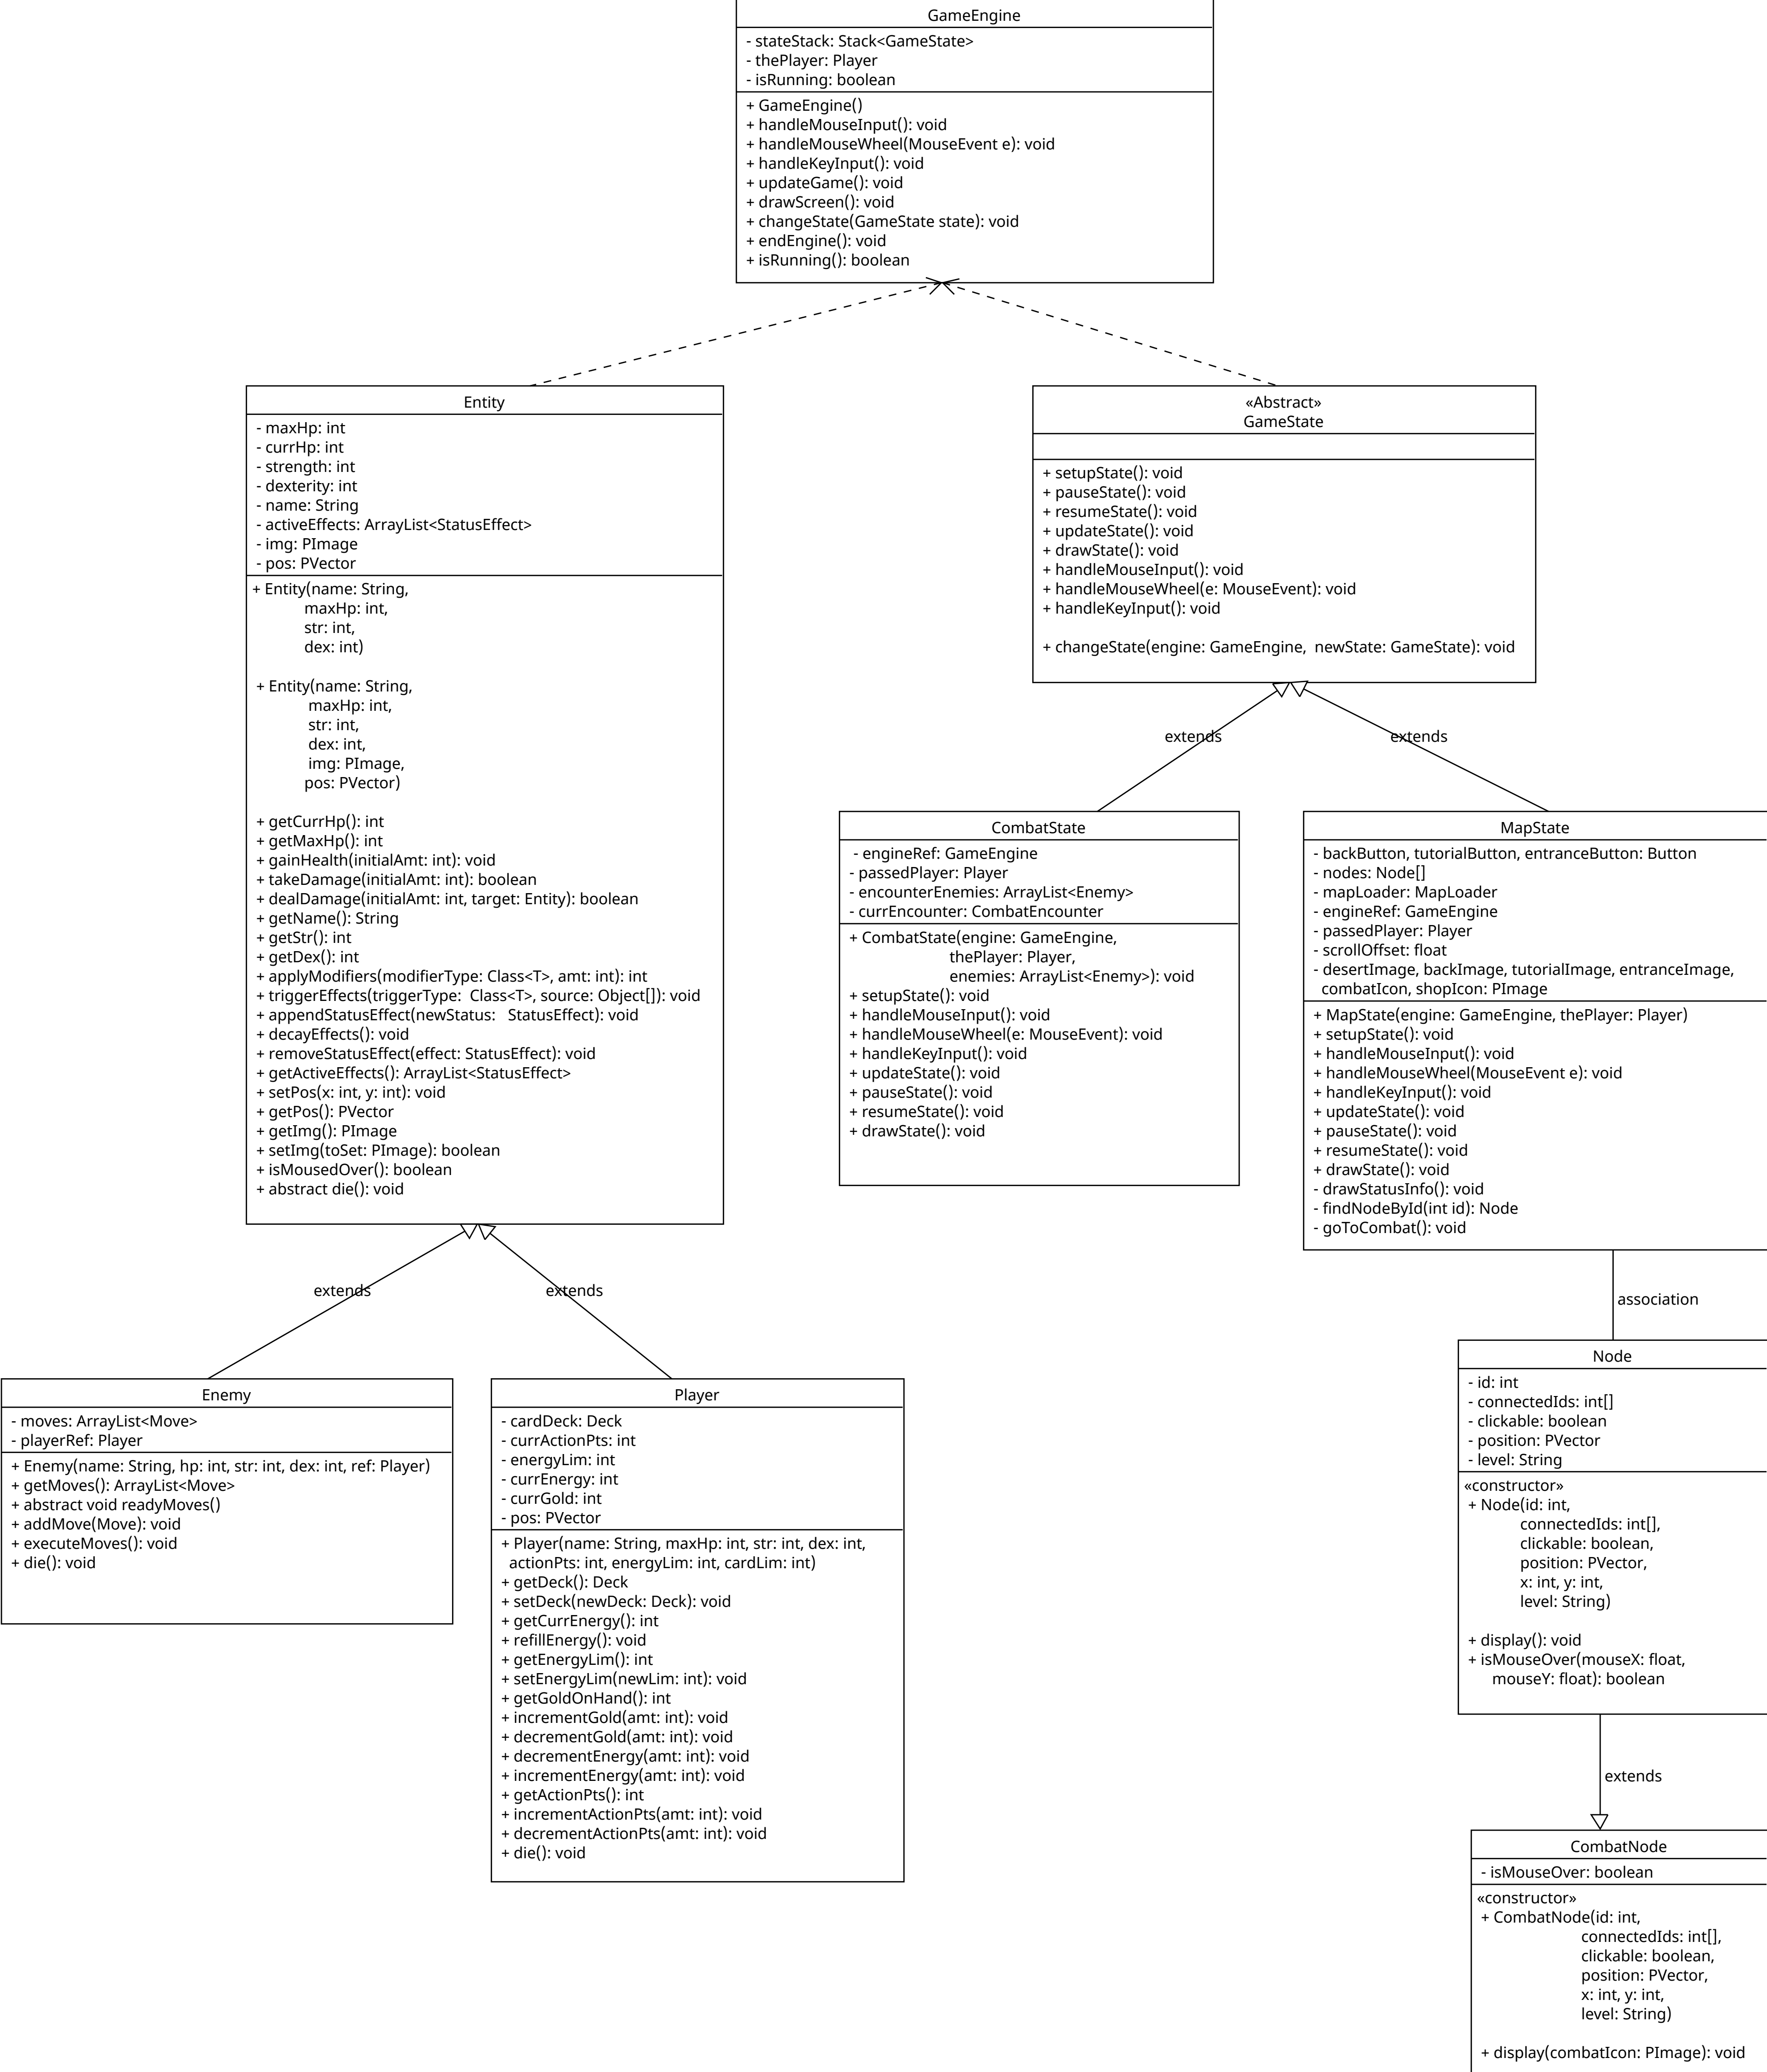 GameEngine
- stateStack: Stack<GameState>
- thePlayer: Player
- isRunning: boolean
+ GameEngine()
+ handleMouseInput(): void
+ handleMouseWheel(MouseEvent e): void
+ handleKeyInput(): void
+ updateGame(): void
+ drawScreen(): void
+ changeState(GameState state): void
+ endEngine(): void
+ isRunning(): boolean
Entity
- maxHp: int
- currHp: int
- strength: int
- dexterity: int
- name: String
- activeEffects: ArrayList<StatusEffect>
- img: PImage
- pos: PVector
+ Entity(name: String,
maxHp: int,
str: int,
dex: int)
+ Entity(name: String,
maxHp: int,
str: int,
dex: int,
img: PImage,
pos: PVector)
+ getCurrHp(): int
+ getMaxHp(): int
+ gainHealth(initialAmt: int): void
+ takeDamage(initialAmt: int): boolean
+ dealDamage(initialAmt: int, target: Entity): boolean
+ getName(): String
+ getStr(): int
+ getDex(): int
+ applyModifiers(modifierType: Class<T>, amt: int): int
+ triggerEffects(triggerType:  Class<T>, source: Object[]): void
+ appendStatusEffect(newStatus:   StatusEffect): void
+ decayEffects(): void
+ removeStatusEffect(effect: StatusEffect): void
+ getActiveEffects(): ArrayList<StatusEffect>
+ setPos(x: int, y: int): void
+ getPos(): PVector
+ getImg(): PImage
+ setImg(toSet: PImage): boolean
+ isMousedOver(): boolean
+ abstract die(): void
«Abstract»
GameState
+ setupState(): void
+ pauseState(): void
+ resumeState(): void
+ updateState(): void
+ drawState(): void
+ handleMouseInput(): void
+ handleMouseWheel(e: MouseEvent): void
+ handleKeyInput(): void
+ changeState(engine: GameEngine,  newState: GameState): void
extends
extends
CombatState
- engineRef: GameEngine
- passedPlayer: Player
- encounterEnemies: ArrayList<Enemy>
- currEncounter: CombatEncounter
+ CombatState(engine: GameEngine,
thePlayer: Player,
enemies: ArrayList<Enemy>): void
+ setupState(): void
+ handleMouseInput(): void
+ handleMouseWheel(e: MouseEvent): void
+ handleKeyInput(): void
+ updateState(): void
+ pauseState(): void
+ resumeState(): void
+ drawState(): void
MapState
- backButton, tutorialButton, entranceButton: Button
- nodes: Node[]
- mapLoader: MapLoader
- engineRef: GameEngine
- passedPlayer: Player
- scrollOffset: float
- desertImage, backImage, tutorialImage, entranceImage,
combatIcon, shopIcon: PImage
+ MapState(engine: GameEngine, thePlayer: Player)
+ setupState(): void
+ handleMouseInput(): void
+ handleMouseWheel(MouseEvent e): void
+ handleKeyInput(): void
+ updateState(): void
+ pauseState(): void
+ resumeState(): void
+ drawState(): void
- drawStatusInfo(): void
- findNodeById(int id): Node
- goToCombat(): void
extends
extends
association
Enemy
- moves: ArrayList<Move>
- playerRef: Player
+ Enemy(name: String, hp: int, str: int, dex: int, ref: Player)
+ getMoves(): ArrayList<Move>
+ abstract void readyMoves()
+ addMove(Move): void
+ executeMoves(): void
+ die(): void
Player
- cardDeck: Deck
- currActionPts: int
- energyLim: int
- currEnergy: int
- currGold: int
- pos: PVector
+ Player(name: String, maxHp: int, str: int, dex: int,
actionPts: int, energyLim: int, cardLim: int)
+ getDeck(): Deck
+ setDeck(newDeck: Deck): void
+ getCurrEnergy(): int
+ refillEnergy(): void
+ getEnergyLim(): int
+ setEnergyLim(newLim: int): void
+ getGoldOnHand(): int
+ incrementGold(amt: int): void
+ decrementGold(amt: int): void
+ decrementEnergy(amt: int): void
+ incrementEnergy(amt: int): void
+ getActionPts(): int
+ incrementActionPts(amt: int): void
+ decrementActionPts(amt: int): void
+ die(): void
Node
- id: int
- connectedIds: int[]
- clickable: boolean
- position: PVector
- level: String
«constructor»
+ Node(id: int,
connectedIds: int[],
clickable: boolean,
position: PVector,
x: int, y: int,
level: String)
+ display(): void
+ isMouseOver(mouseX: float,
mouseY: float): boolean
extends
CombatNode
- isMouseOver: boolean
«constructor»
+ CombatNode(id: int,
connectedIds: int[],
clickable: boolean,
position: PVector,
x: int, y: int,
level: String)
+ display(combatIcon: PImage): void